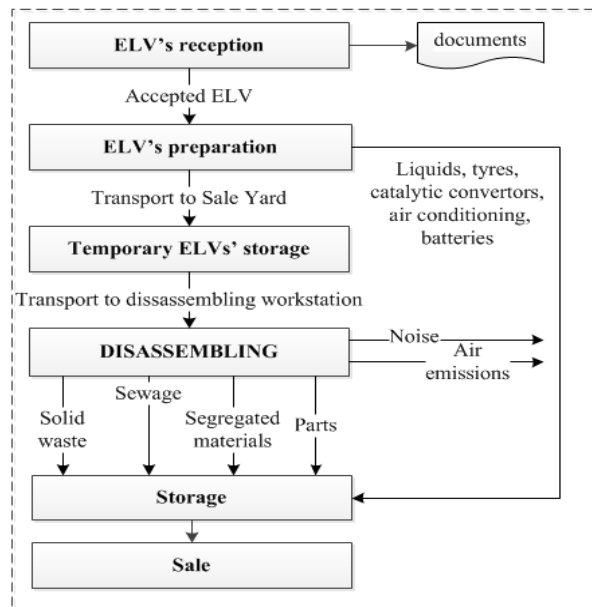 ELV's reception
documents
Accepted ELV
ELV's preparation
Liquids, tyres,
catalytic convertors,
air conditioning,
batteries
Transport to Sale Yard
Temporary ELVs' storage
Transport to dissassembling workstation
DISASSEMBLING
Noise
Air
emissions
Solid
waste
Sewage
Segregated
materials
Parts
Storage
Sale